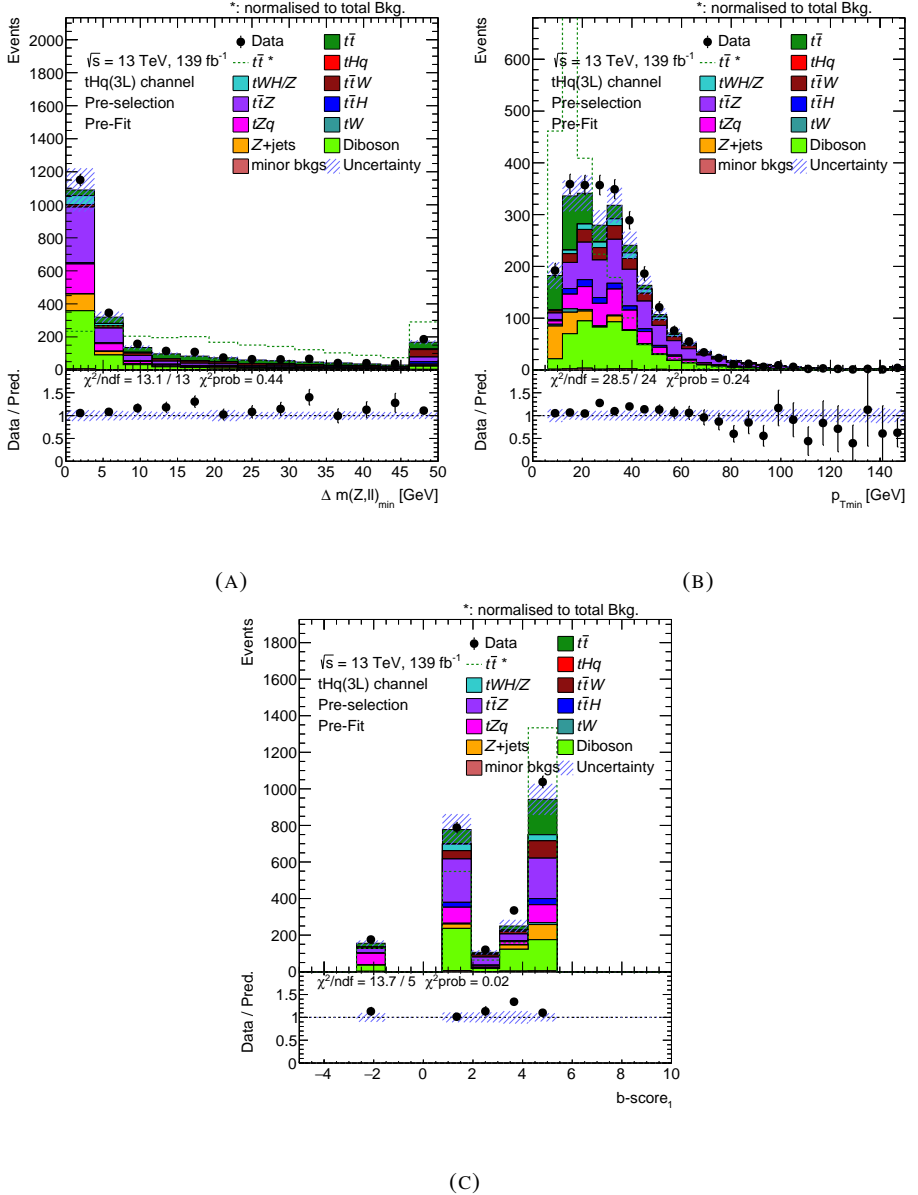 *: normalised to total Bkg.
Events
2000
1800
1600
1400
1200
1000
800
600
400
200
0
√s = 13 TeV, 139 fb⁻¹
tHq(3L) channel
Pre-selection
Pre-Fit
Data
tt̄
tt̄ *
tHq
tWH/Z
tt̄W
tt̄Z
tt̄H
tZq
tW
Z+jets
Diboson
minor bkgs
Uncertainty
χ²/ndf = 13.1 / 13 χ²prob = 0.44
Data / Pred.
1.5
1
0.5
0
0 5 10 15 20 25 30 35 40 45 50
Δ m(Z,ll)min [GeV]
(A)
*: normalised to total Bkg.
Events
600
500
400
300
200
100
0
√s = 13 TeV, 139 fb⁻¹
tHq(3L) channel
Pre-selection
Pre-Fit
Data
tt̄
tt̄ *
tHq
tWH/Z
tt̄W
tt̄Z
tt̄H
tZq
tW
Z+jets
Diboson
minor bkgs
Uncertainty
χ²/ndf = 28.5 / 24 χ²prob = 0.24
Data / Pred.
1.5
1
0.5
0
0 20 40 60 80 100 120 140
pTmin [GeV]
(B)
*: normalised to total Bkg.
Events
1800
1600
1400
1200
1000
800
600
400
200
0
√s = 13 TeV, 139 fb⁻¹
tHq(3L) channel
Pre-selection
Pre-Fit
Data
tt̄
tt̄ *
tHq
tWH/Z
tt̄W
tt̄Z
tt̄H
tZq
tW
Z+jets
Diboson
minor bkgs
Uncertainty
χ²/ndf = 13.7 / 5 χ²prob = 0.02
Data / Pred.
1.5
1
0.5
0
−4 −2 0 2 4 6 8 10
b-score₁
(C)